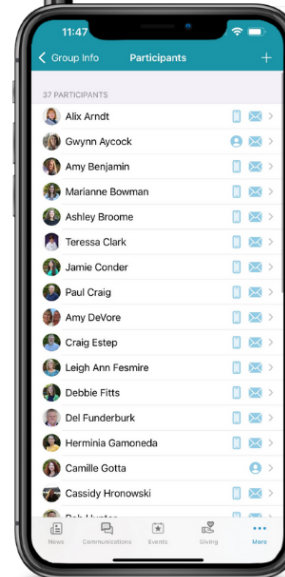 11:47
Group Info Participants +
37 PARTICIPANTS
Alix Arndt
Gwynn Aycock
Amy Benjamin
Marianne Bowman
Ashley Broome
Teressa Clark
Jamie Conder
Paul Craig
Amy DeVore
Craig Estep
Leigh Ann Fesmire
Debbie Fitts
Del Funderburk
Herminia Gamoneda
Camille Gotta
Cassidy Hronowski
News Communications Events Giving More